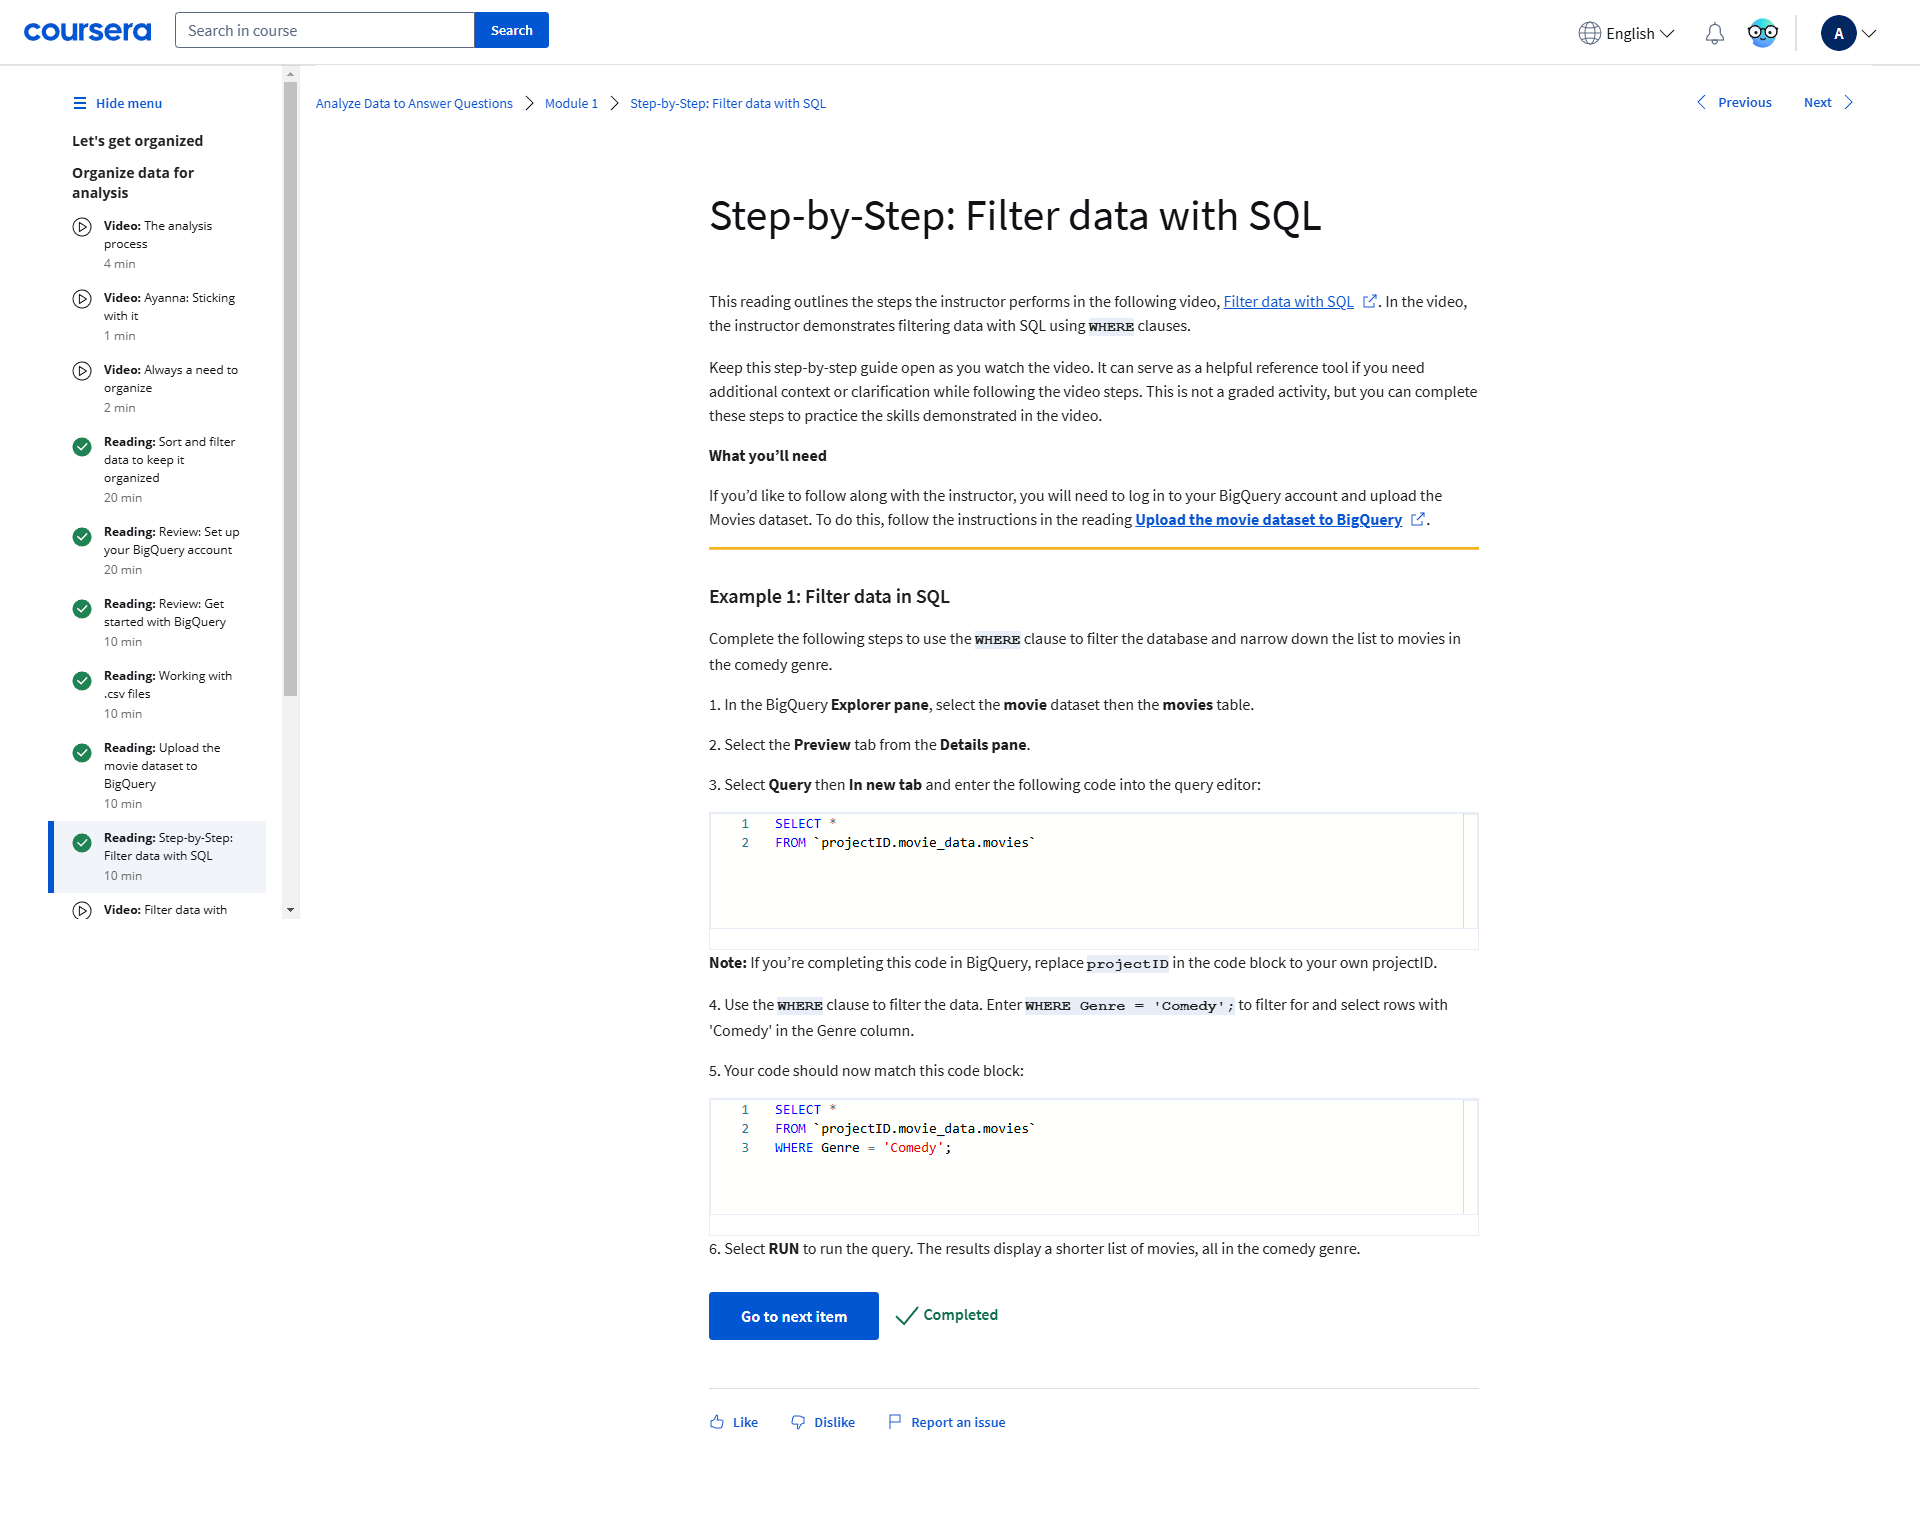 coursera
Search in course
Search
English
A
Hide menu
Let's get organized
Organize data for
analysis
Video: The analysis
process
4 min
Video: Ayanna: Sticking
with it
1 min
Video: Always a need to
organize
2 min
Reading: Sort and filter
data to keep it
organized
20 min
Reading: Review: Set up
your BigQuery account
20 min
Reading: Review: Get
started with BigQuery
10 min
Reading: Working with
.csv files
10 min
Reading: Upload the
movie dataset to
BigQuery
10 min
Reading: Step-by-Step:
Filter data with SQL
10 min
Video: Filter data with
Analyze Data to Answer Questions
Module 1
Step-by-Step: Filter data with SQL
Previous
Next
Step-by-Step: Filter data with SQL
This reading outlines the steps the instructor performs in the following video, Filter data with SQL. In the video,
the instructor demonstrates filtering data with SQL using WHERE clauses.
Keep this step-by-step guide open as you watch the video. It can serve as a helpful reference tool if you need
additional context or clarification while following the video steps. This is not a graded activity, but you can complete
these steps to practice the skills demonstrated in the video.
What you’ll need
If you’d like to follow along with the instructor, you will need to log in to your BigQuery account and upload the
Movies dataset. To do this, follow the instructions in the reading Upload the movie dataset to BigQuery.
Example 1: Filter data in SQL
Complete the following steps to use the WHERE clause to filter the database and narrow down the list to movies in
the comedy genre.
1. In the BigQuery Explorer pane, select the movie dataset then the movies table.
2. Select the Preview tab from the Details pane.
3. Select Query then In new tab and enter the following code into the query editor:
1 SELECT *
2 FROM `projectID.movie_data.movies`
Note: If you’re completing this code in BigQuery, replace projectID in the code block to your own projectID.
4. Use the WHERE clause to filter the data. Enter WHERE Genre = 'Comedy'; to filter for and select rows with
'Comedy' in the Genre column.
5. Your code should now match this code block:
1 SELECT *
2 FROM `projectID.movie_data.movies`
3 WHERE Genre = 'Comedy';
6. Select RUN to run the query. The results display a shorter list of movies, all in the comedy genre.
Go to next item
Completed
Like
Dislike
Report an issue